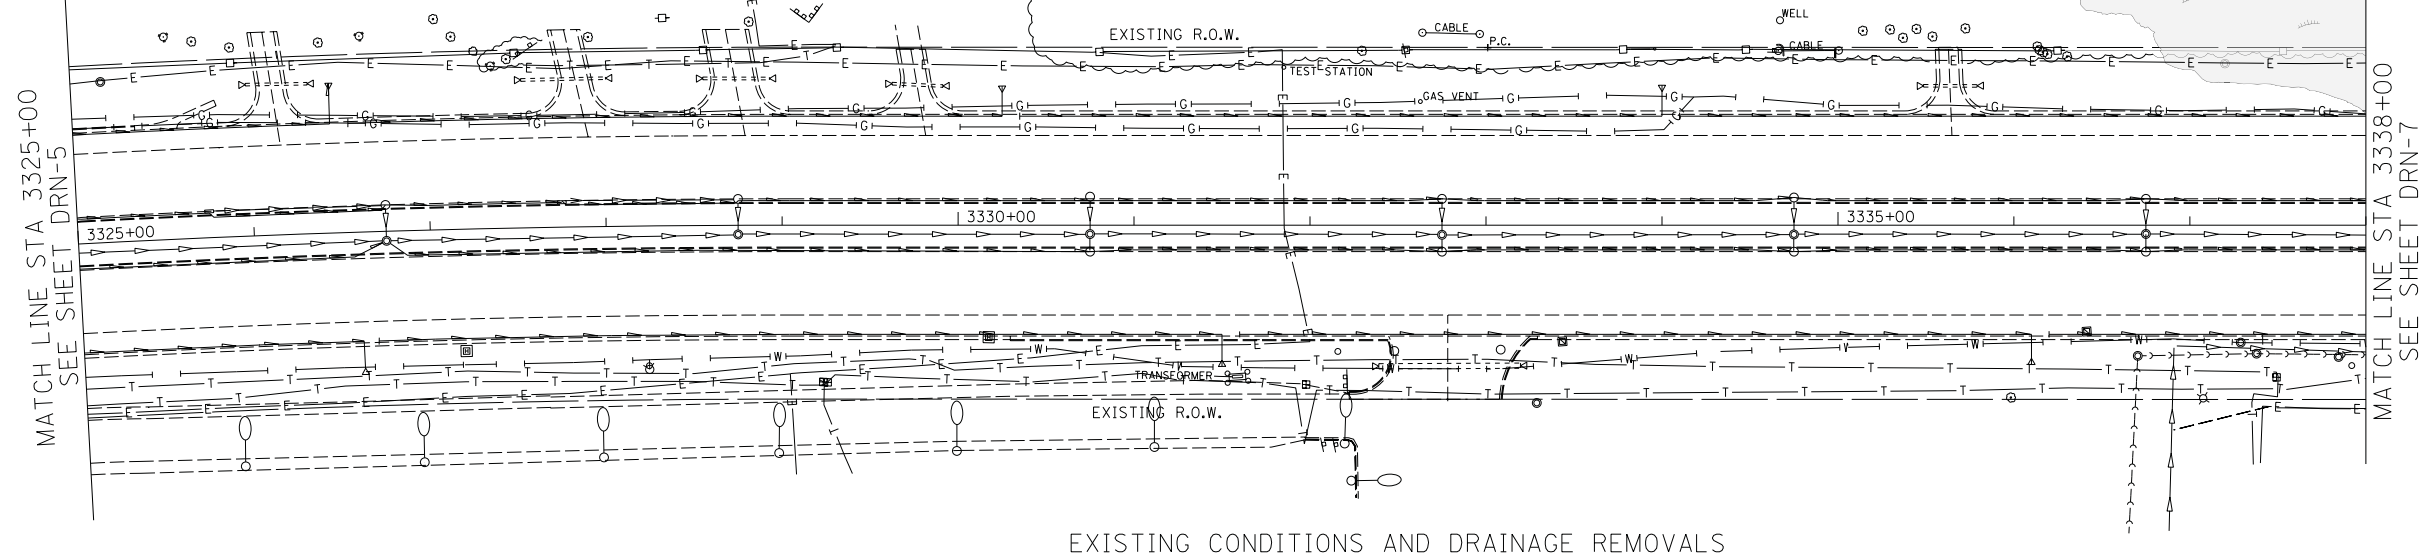 WELL
CABLE
EXISTING R.O.W.
P.C.
CABLE
TEST STATION
GAS VENT
MATCH LINE STA 3325+00
SEE SHEET DRN-5
MATCH LINE STA 3338+00
SEE SHEET DRN-7
3325+00
3330+00
3335+00
TRANSFORMER
EXISTING R.O.W.
EXISTING CONDITIONS AND DRAINAGE REMOVALS